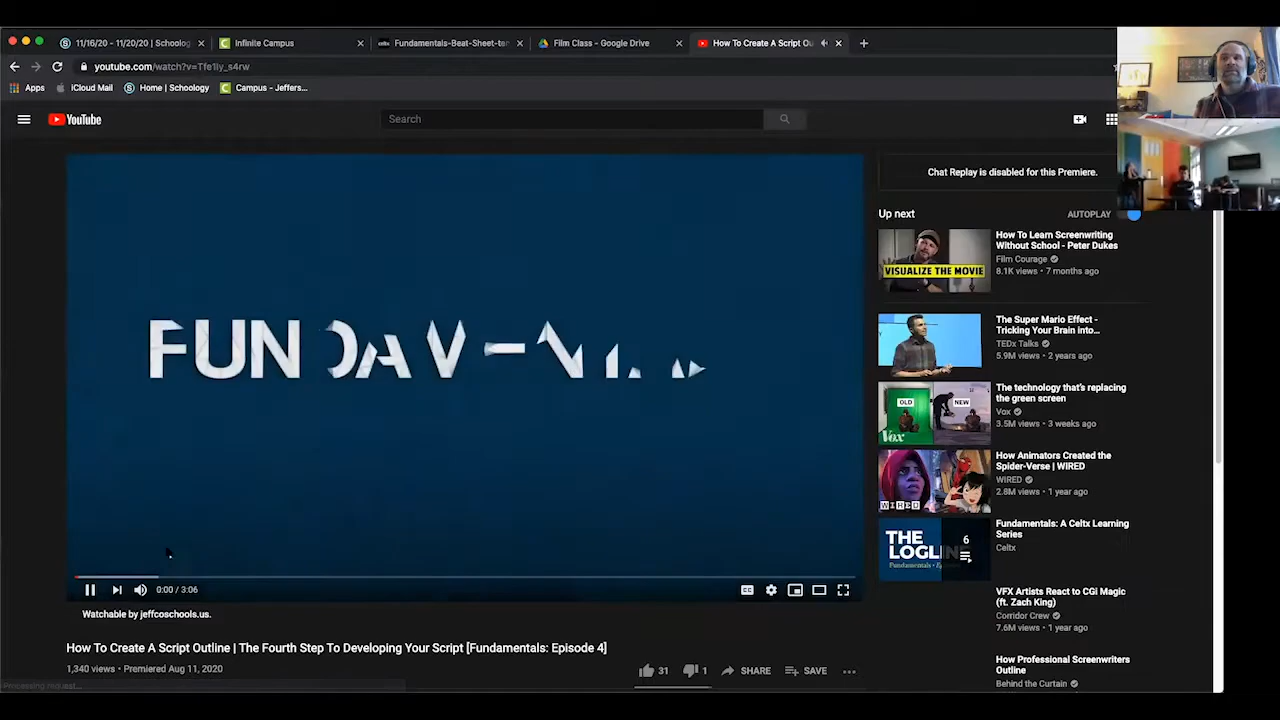 11/16/20 - 11/20/20 | Schoolog
Infinite Campus
Fundamentals-Beat-Sheet-ter
Film Class - Google Drive
How To Create A Script Ou
youtube.com/watch?v=Tfe1ly_s4rw
Apps
iCloud Mail
Home | Schoology
Campus - Jeffers...
YouTube
Search
Chat Replay is disabled for this Premiere.
Up next
AUTOPLAY
How To Learn Screenwriting
Without School - Peter Dukes
Film Courage
8.1K views • 7 months ago
VISUALIZE THE MOVIE
The Super Mario Effect -
Tricking Your Brain into...
TEDx Talks
5.9M views • 2 years ago
The technology that's replacing
the green screen
Vox
3.5M views • 3 weeks ago
OLD
NEW
Vox
How Animators Created the
Spider-Verse | WIRED
WIRED
2.8M views • 1 year ago
WIRED
Fundamentals: A Celtx Learning
Series
Celtx
THE
LOGLIN
6
VFX Artists React to CGI Magic
(ft. Zach King)
Corridor Crew
7.6M views • 1 year ago
How Professional Screenwriters
Outline
Behind the Curtain
0:00 / 3:06
Watchable by jeffcoschools.us.
How To Create A Script Outline | The Fourth Step To Developing Your Script [Fundamentals: Episode 4]
1,340 views • Premiered Aug 11, 2020
31
1
SHARE
SAVE
Processing request...